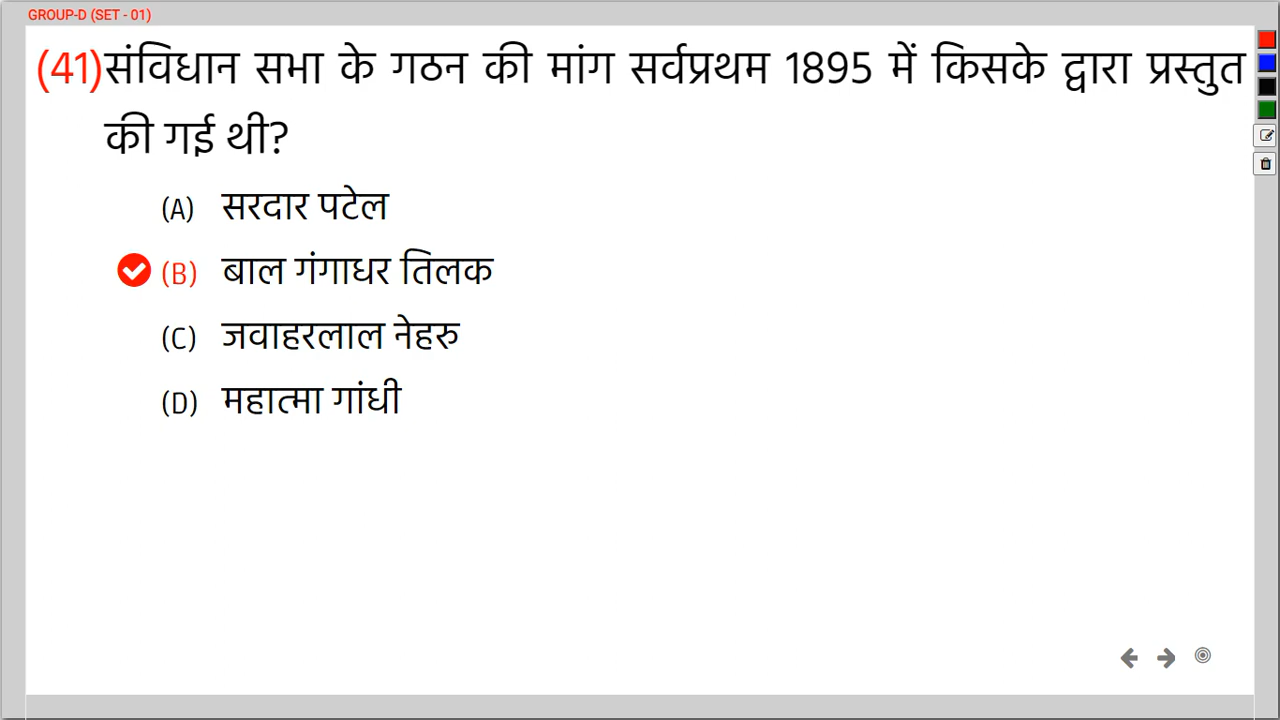 GROUP-D (SET - 01)
(41)संविधान सभा के गठन की मांग सर्वप्रथम 1895 में किसके द्वारा प्रस्तुत
की गई थी?
(A) सरदार पटेल
(B) बाल गंगाधर तिलक
(C) जवाहरलाल नेहरु
(D) महात्मा गांधी